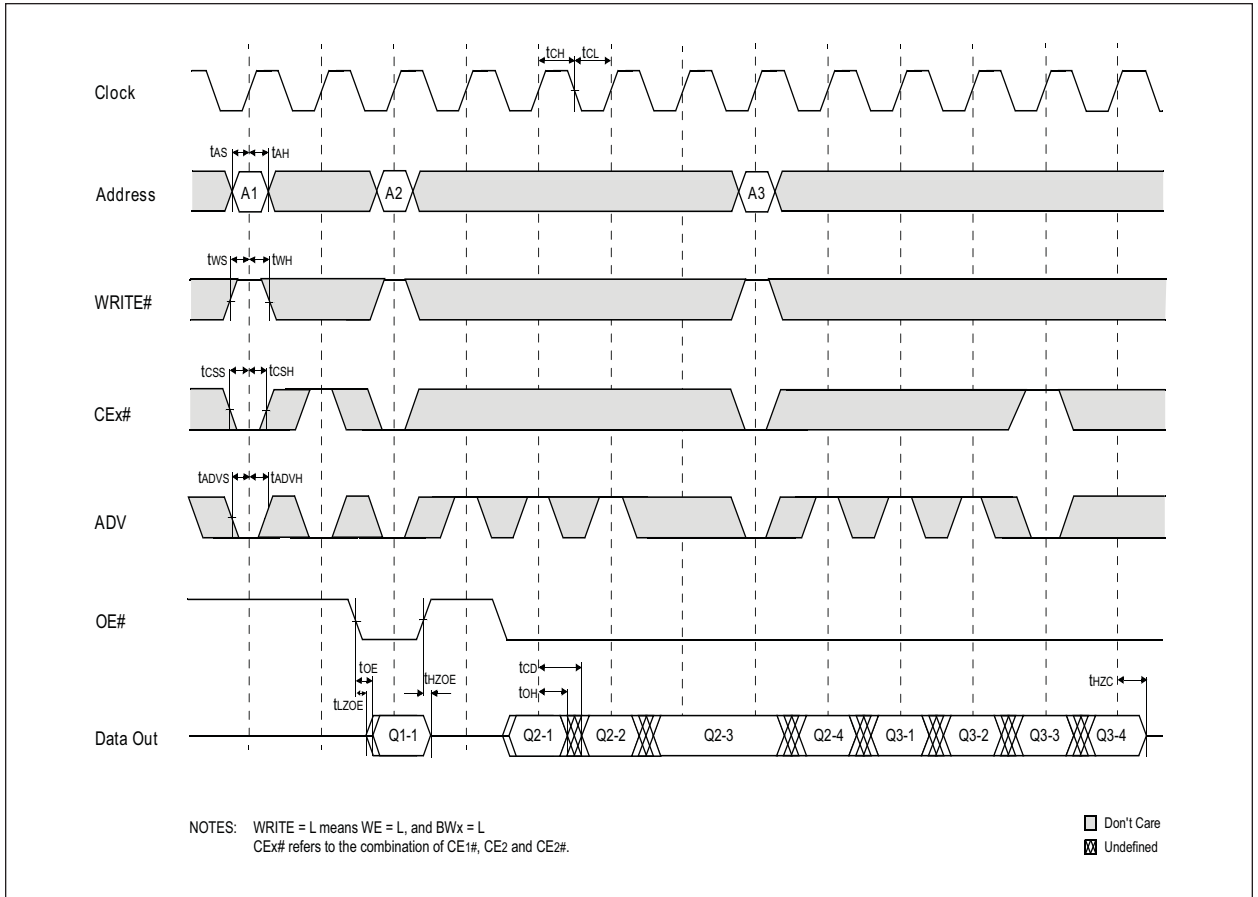 tCH tCL
Clock
tAS tAH
Address A1 A2 A3
tWS tWH
WRITE#
tCSS tCSH
CEx#
tADVS tADVH
ADV
OE#
tOE tHZOE tCD tHZC
tLZOE tOH
Data Out Q1-1 Q2-1 Q2-2 Q2-3 Q2-4 Q3-1 Q3-2 Q3-3 Q3-4
NOTES: WRITE = L means WE = L, and BWx = L
CEx# refers to the combination of CE1#, CE2 and CE2#.
Don't Care
Undefined